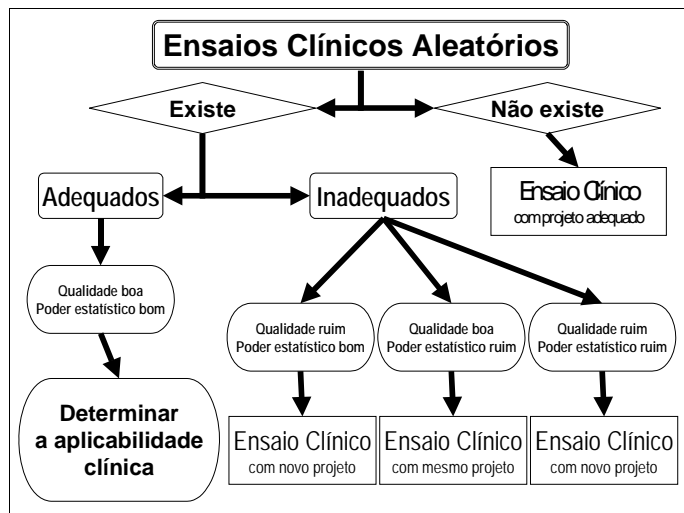 Ensaios Clínicos Aleatórios
Existe
Não existe
Ensaio Clínico
com projeto adequado
Adequados
Inadequados
Qualidade boa
Poder estatístico bom
Qualidade ruim
Poder estatístico bom
Qualidade boa
Poder estatístico ruim
Qualidade ruim
Poder estatístico ruim
Determinar
a aplicabilidade
clínica
Ensaio Clínico
com novo projeto
Ensaio Clínico
com mesmo projeto
Ensaio Clínico
com novo projeto